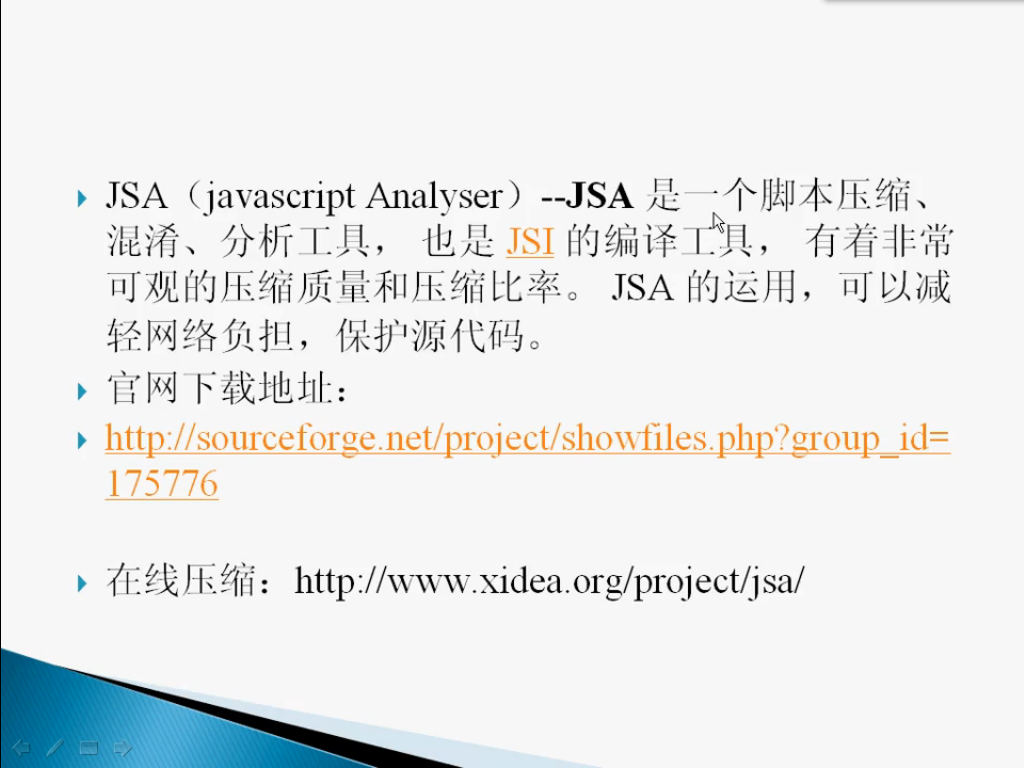 JSA（javascript Analyser）--JSA 是一个脚本压缩、
混淆、分析工具， 也是 JSI 的编译工具， 有着非常
可观的压缩质量和压缩比率。 JSA 的运用，可以减
轻网络负担，保护源代码。
官网下载地址：
http://sourceforge.net/project/showfiles.php?group_id=
175776
在线压缩：http://www.xidea.org/project/jsa/